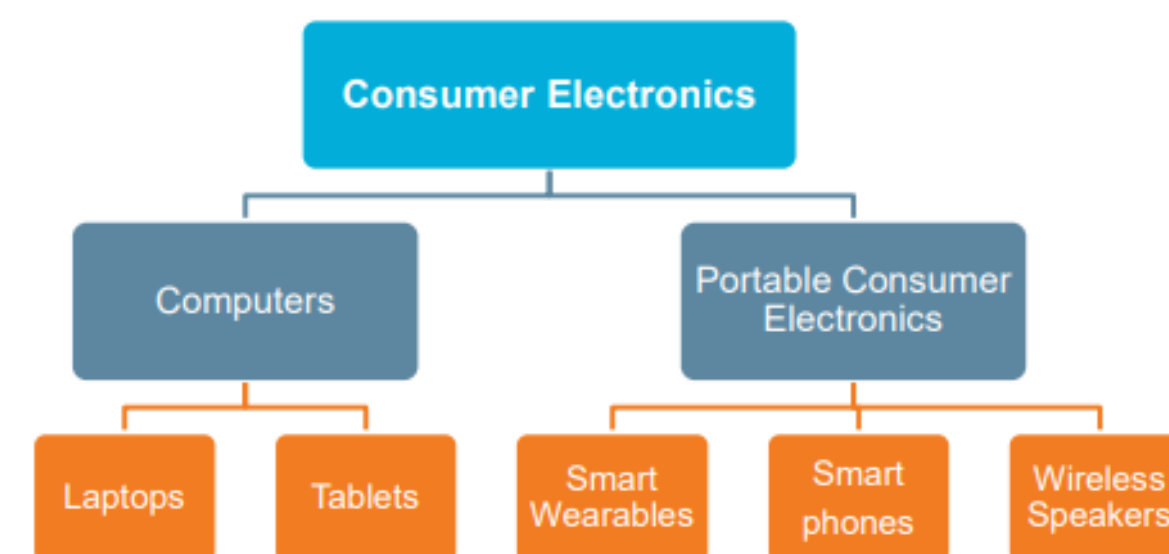 Consumer Electronics
Computers
Portable Consumer
Electronics
Laptops
Tablets
Smart
Wearables
Smart
phones
Wireless
Speakers